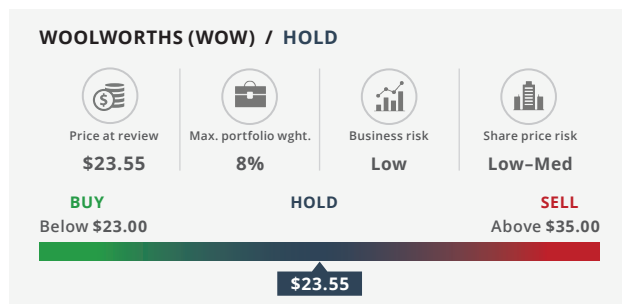 WOOLWORTHS (WOW) / HOLD
Price at review
Max. portfolio wght.
Business risk
Share price risk
$23.55
8%
Low
Low–Med
BUY
HOLD
SELL
Below $23.00
Above $35.00
$23.55